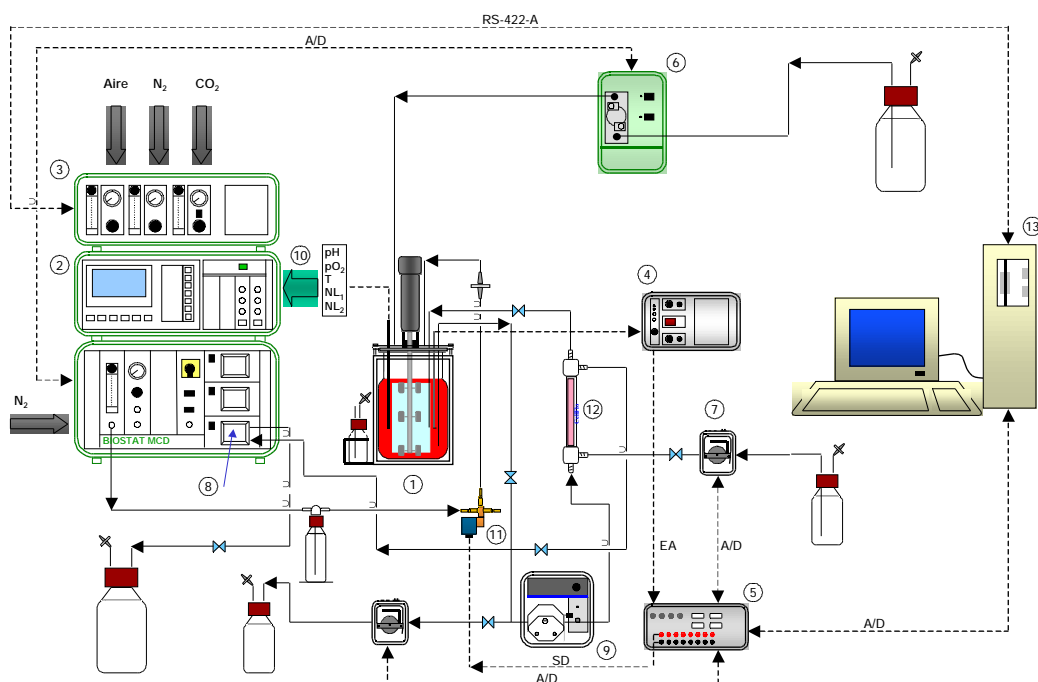 RS-422-A
A/D
Aire N₂ CO₂
6
3
13
2
10
pH
pO₂
T
NL₁
NL₂
4
N₂
12
7
BIOSTAT MCD
8
1
11
EA
A/D
5
A/D
9
SD
A/D